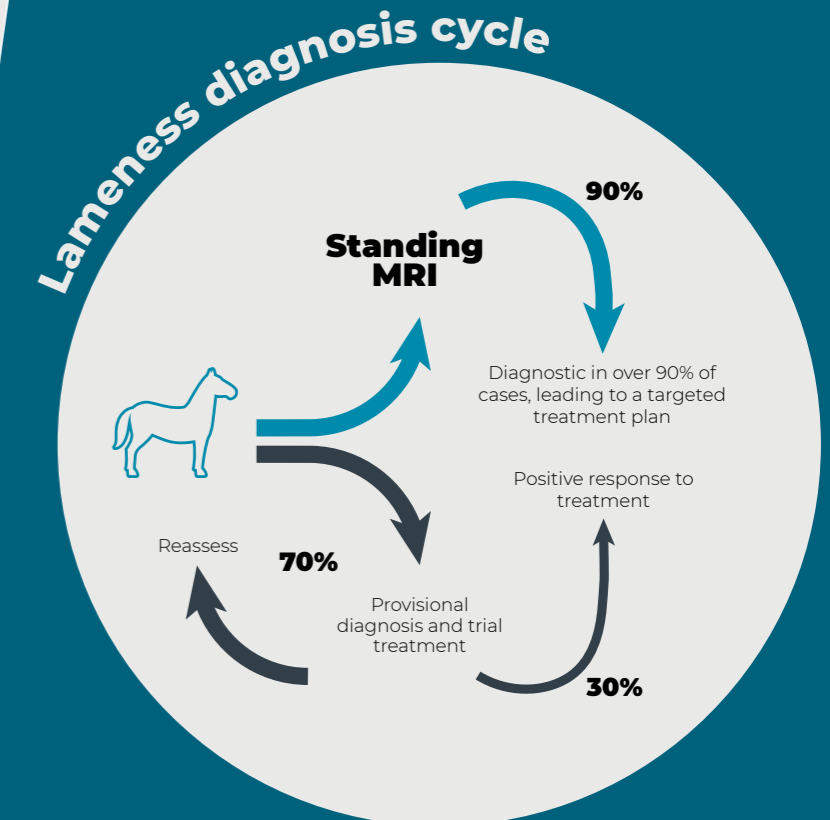 Lameness diagnosis cycle
90%
Standing
MRI
Diagnostic in over 90% of
cases, leading to a targeted
treatment plan
Positive response to
treatment
Reassess
70%
Provisional
diagnosis and trial
treatment
30%